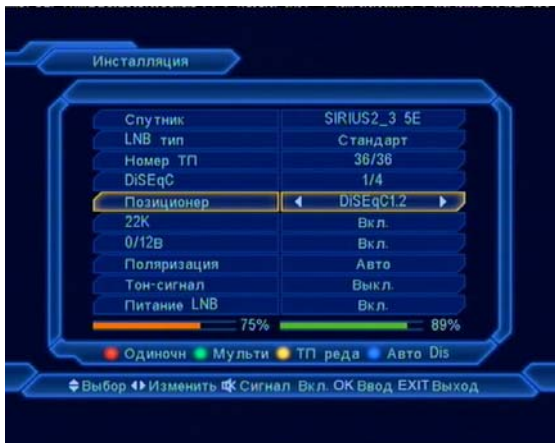 Инсталляция
Спутник SIRIUS2_3 5E
LNB тип Стандарт
Номер ТП 36/36
DiSEqC 1/4
Позиционер DiSEqC1.2
22К Вкл.
0/12в Вкл.
Поляризация Авто
Тон-сигнал Выкл.
Питание LNB Вкл.
75% 89%
Одиночн Мульти ТП реда Авто Dis
Выбор Изменить Сигнал Вкл. OK Ввод EXIT Выход